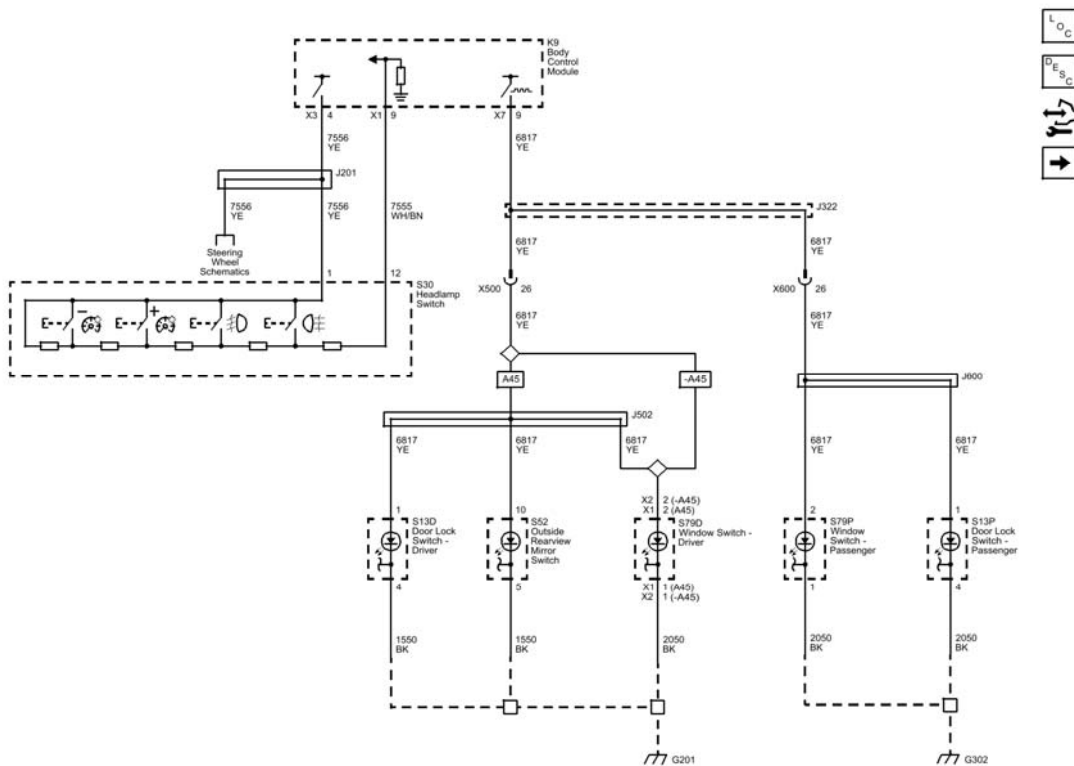 K9
Body
Control
Module
L
O
C
D
E
S
C
X3 4
X1 9
X7 9
7556
YE
6817
YE
J201
7556
YE
7556
YE
7555
WH/BN
J322
Steering
Wheel
Schematics
6817
YE
6817
YE
1
12
S30
Headlamp
Switch
X500 26
X600 26
6817
YE
6817
YE
A45
-A45
J600
J502
6817
YE
6817
YE
6817
YE
6817
YE
6817
YE
X2 2 (-A45)
X1 2 (A45)
1
S13D
Door Lock
Switch -
Driver
4
10
S52
Outside
Rearview
Mirror
Switch
5
S79D
Window Switch -
Driver
X1 1 (A45)
X2 1 (-A45)
2
S79P
Window
Switch -
Passenger
1
1
S13P
Door Lock
Switch -
Passenger
4
1550
BK
1550
BK
2050
BK
2050
BK
2050
BK
G201
G302